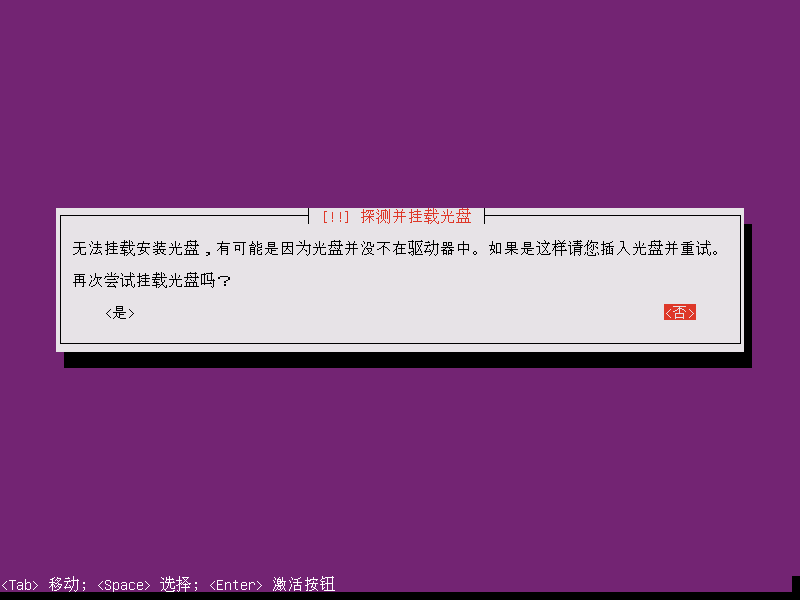 [!!] 探测并挂载光盘
无法挂载安装光盘，有可能是因为光盘并没不在驱动器中。如果是这样请您插入光盘并重试。
再次尝试挂载光盘吗？
<是> <否>
<Tab> 移动; <Space> 选择; <Enter> 激活按钮